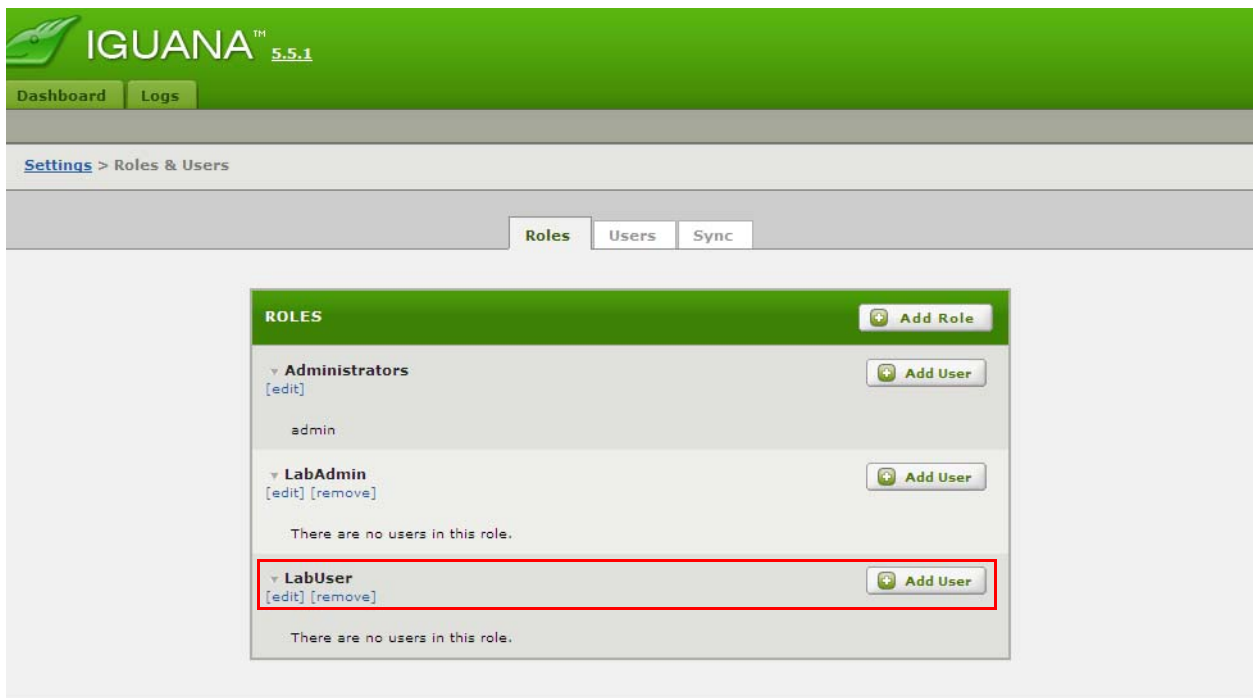 IGUANA™ 5.5.1
Dashboard Logs
Settings > Roles & Users
Roles Users Sync
ROLES Add Role
Administrators Add User
[edit]
admin
LabAdmin Add User
[edit] [remove]
There are no users in this role.
LabUser Add User
[edit] [remove]
There are no users in this role.